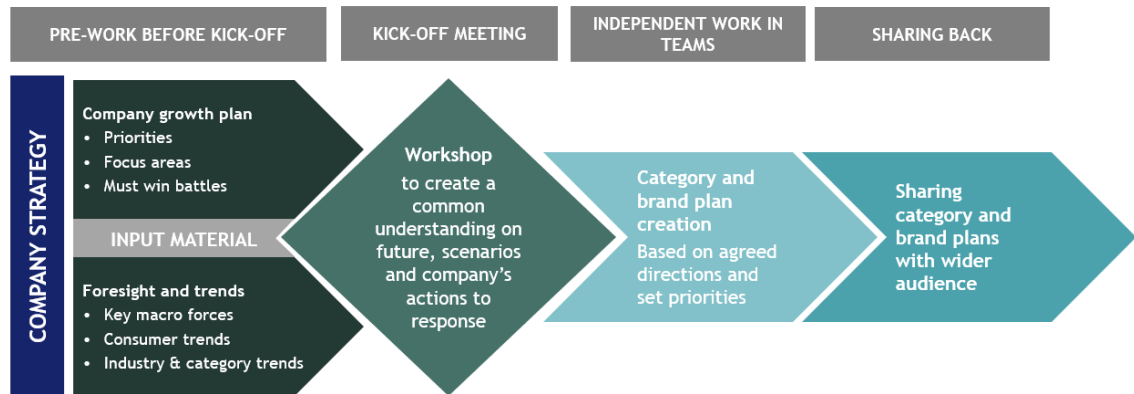 PRE-WORK BEFORE KICK-OFF
KICK-OFF MEETING
INDEPENDENT WORK IN
TEAMS
SHARING BACK
COMPANY STRATEGY
Company growth plan
• Priorities
• Focus areas
• Must win battles
INPUT MATERIAL
Foresight and trends
• Key macro forces
• Consumer trends
• Industry & category trends
Workshop
to create a
common
understanding on
future, scenarios
and company's
actions to
response
Category and
brand plan
creation
Based on agreed
directions and
set priorities
Sharing
category and
brand plans
with wider
audience